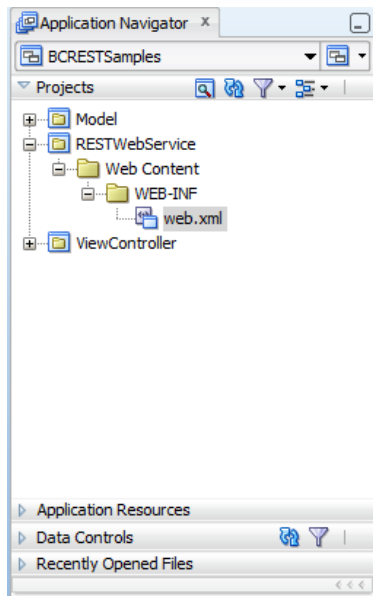 Application Navigator x
BCRESTSamples
Projects
Model
RESTWebService
Web Content
WEB-INF
web.xml
ViewController
Application Resources
Data Controls
Recently Opened Files